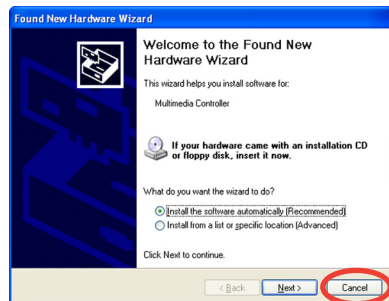 Found New Hardware Wizard
Welcome to the Found New
Hardware Wizard
This wizard helps you install software for:
Multimedia Controller
If your hardware came with an installation CD
or floppy disk, insert it now.
What do you want the wizard to do?
Install the software automatically (Recommended)
Install from a list or specific location (Advanced)
Click Next to continue.
< Back
Next >
Cancel